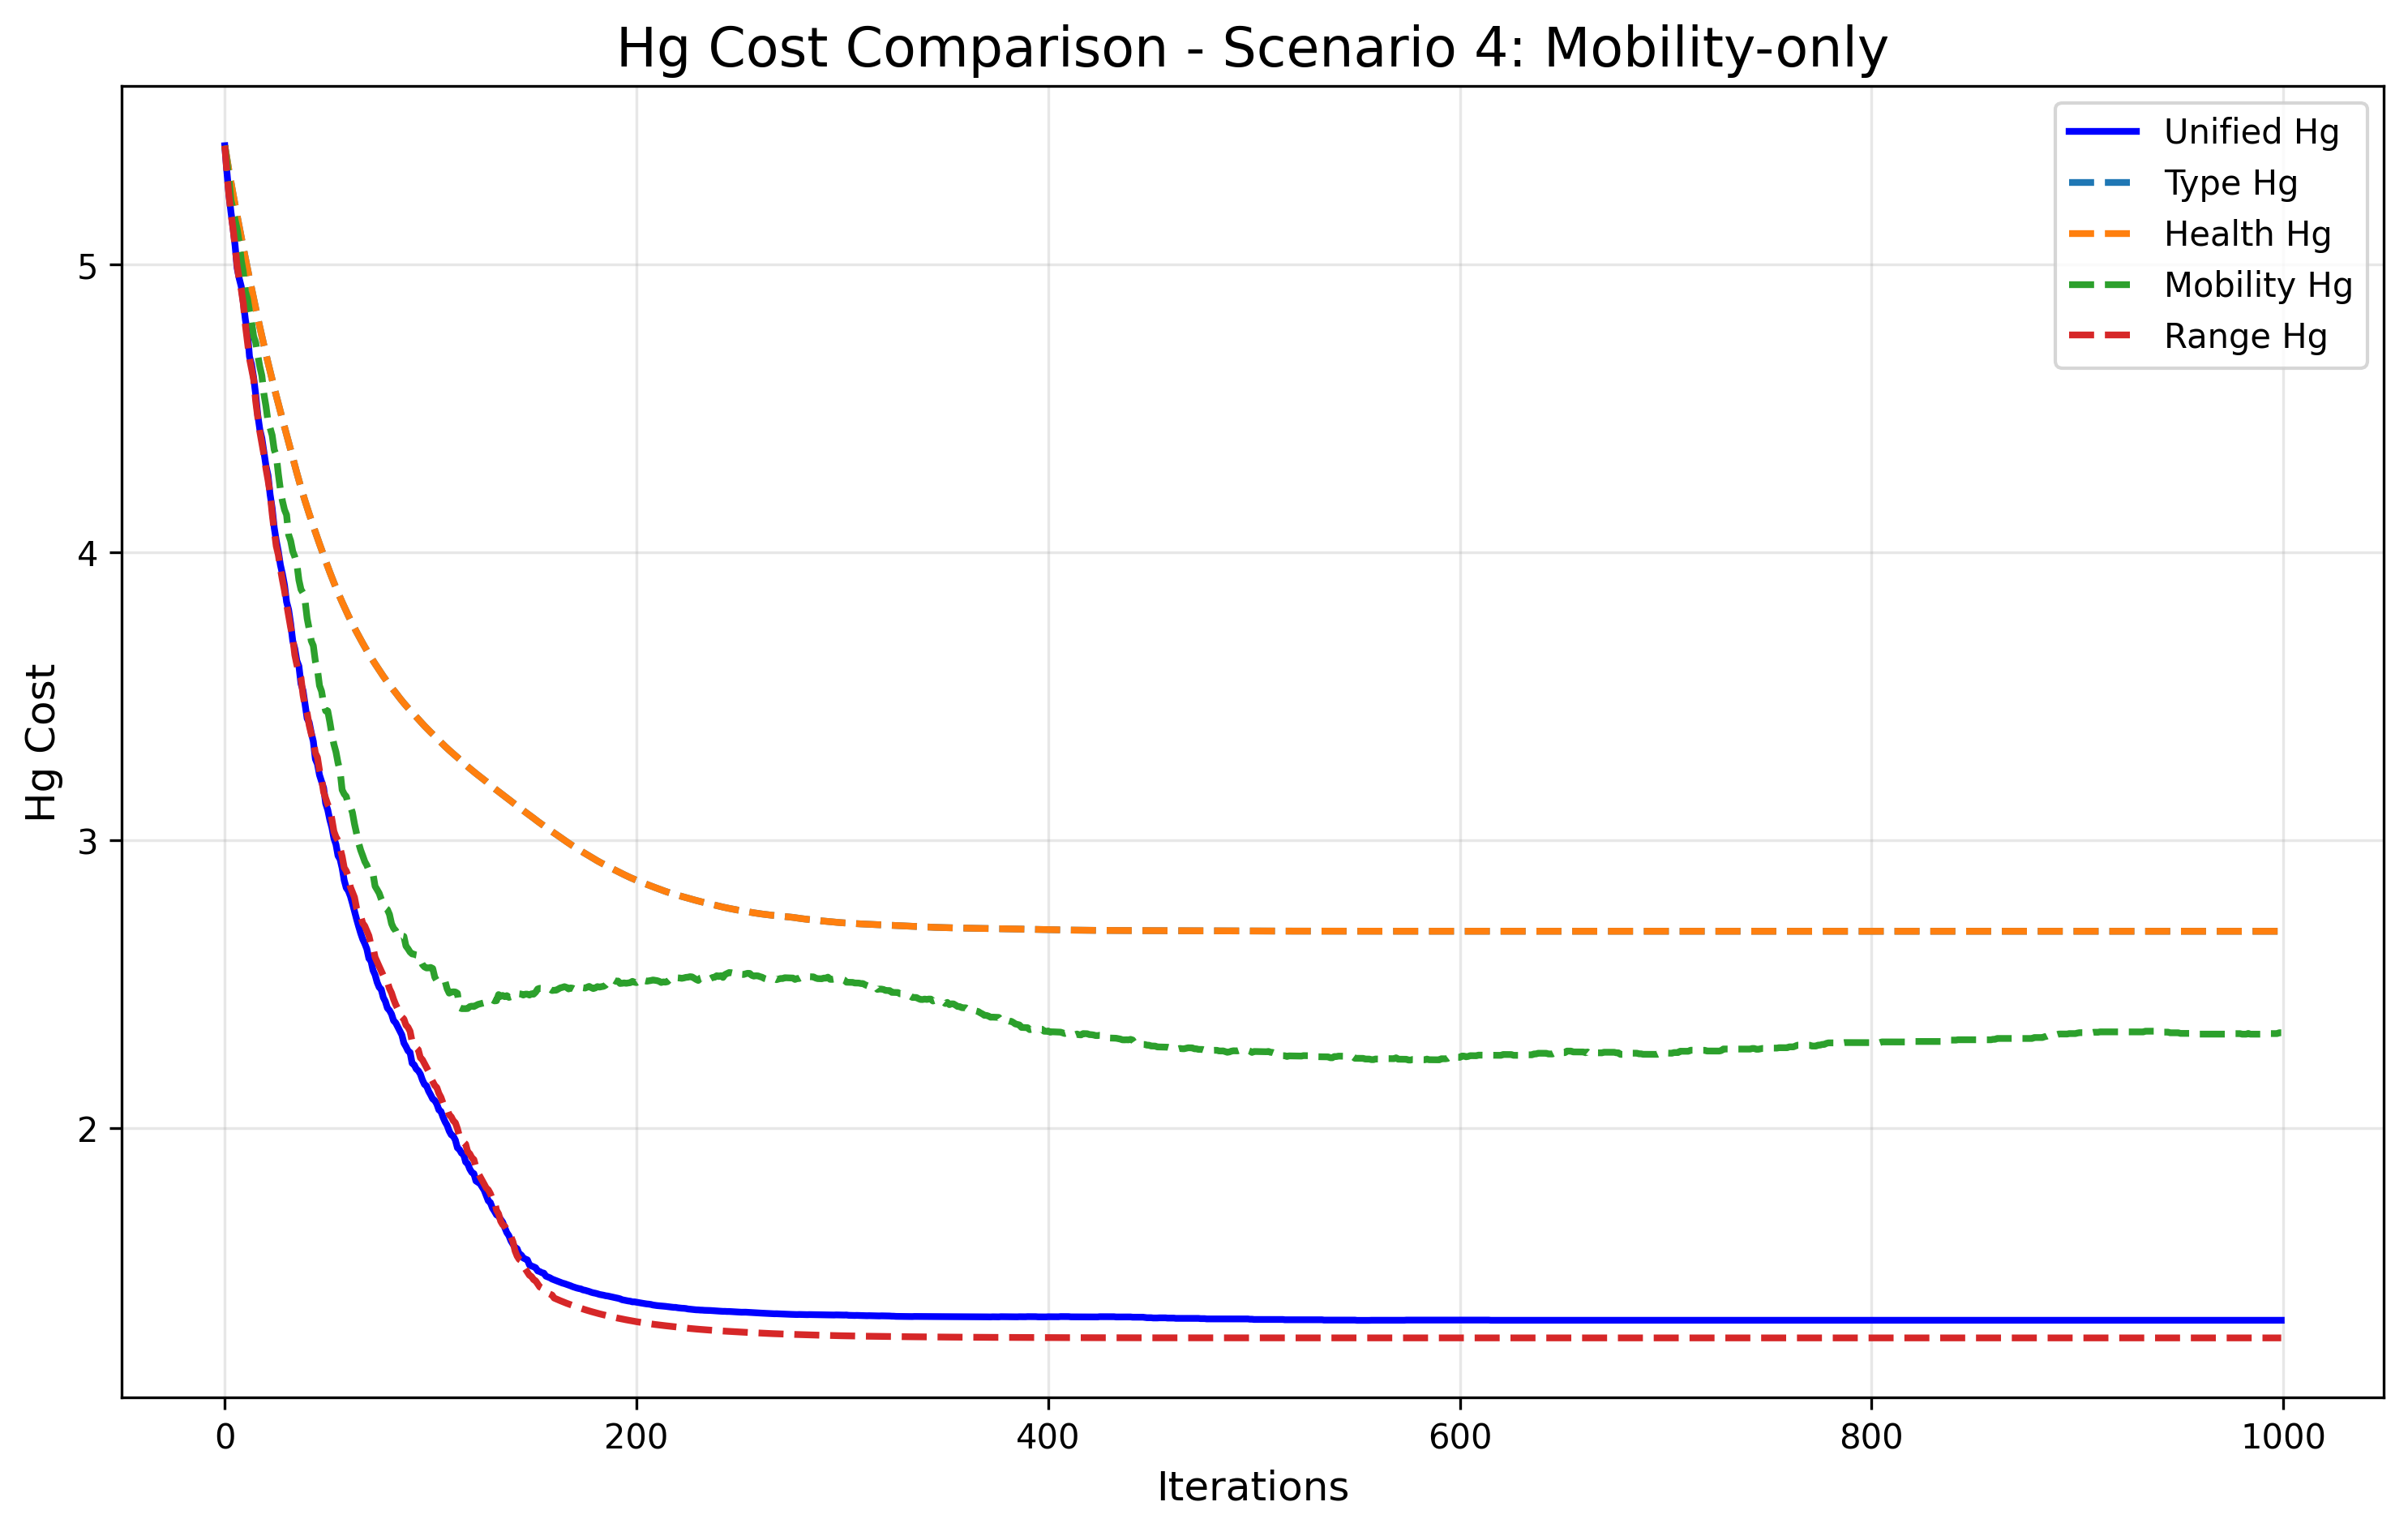 Hg Cost Comparison - Scenario 4: Mobility-only
Unified Hg
Type Hg
Health Hg
Mobility Hg
Range Hg
Hg Cost
5
4
3
2
0
200
400
600
800
1000
Iterations